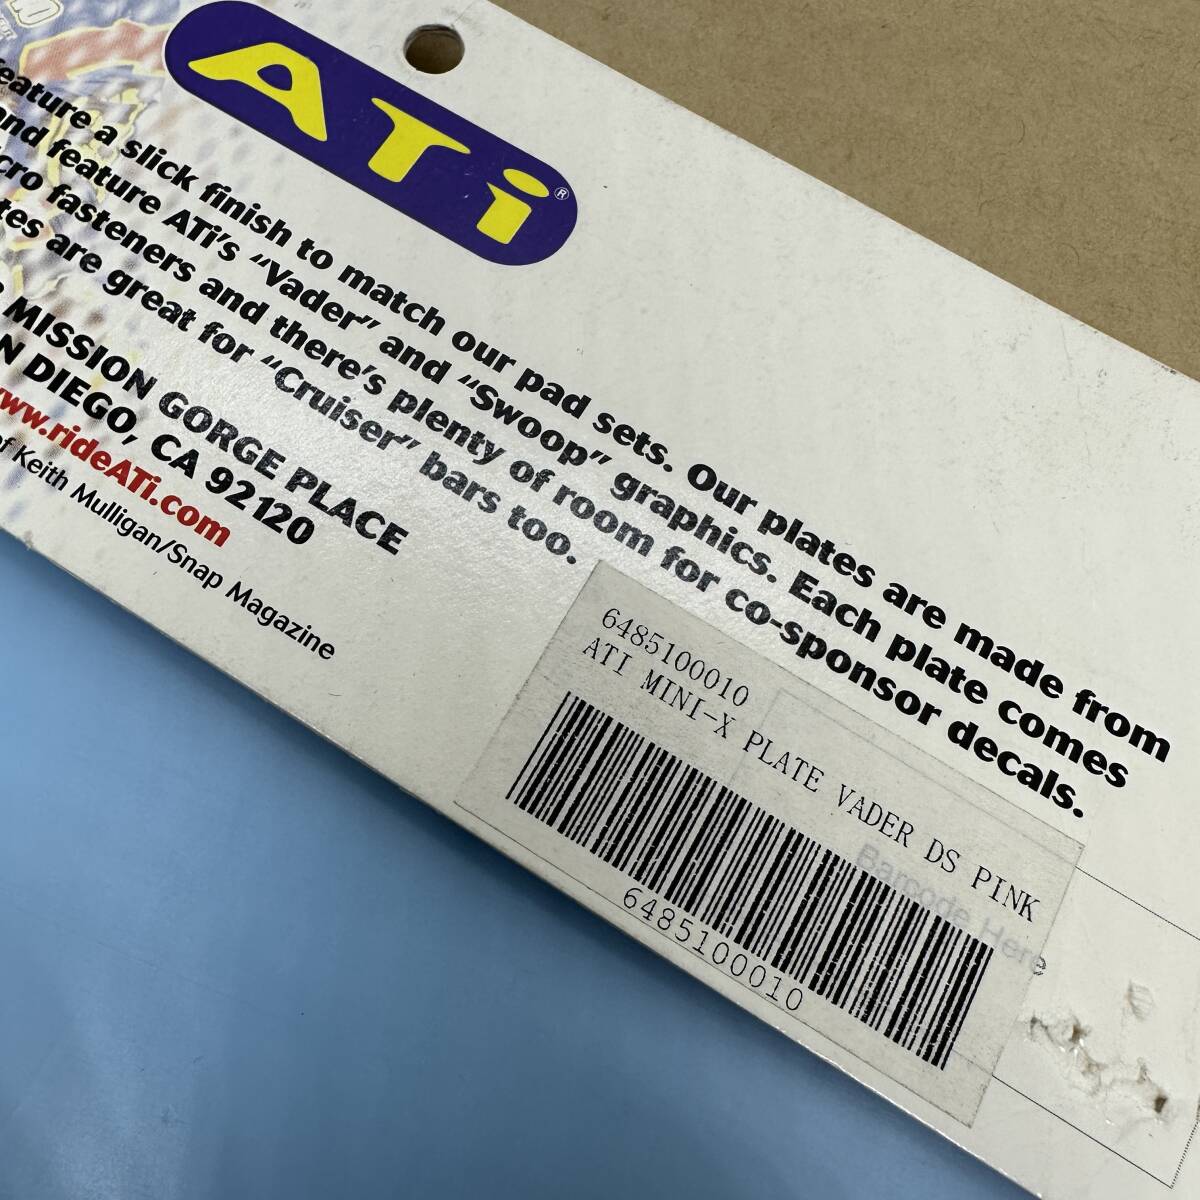 ATi®
feature a slick finish to match our pad sets. Our plates are made from
and feature ATi's "Vader" and "Swoop" graphics. Each plate comes
fasteners and there's plenty of room for co-sponsor decals.
are great for "Cruiser" bars too.
MISSION GORGE PLACE
DIEGO, CA 92120
www.rideATi.com
of Keith Mulligan/Snap Magazine
6485100010
ATI MINI-X PLATE VADER DS PINK
Barcode Here
6485100010